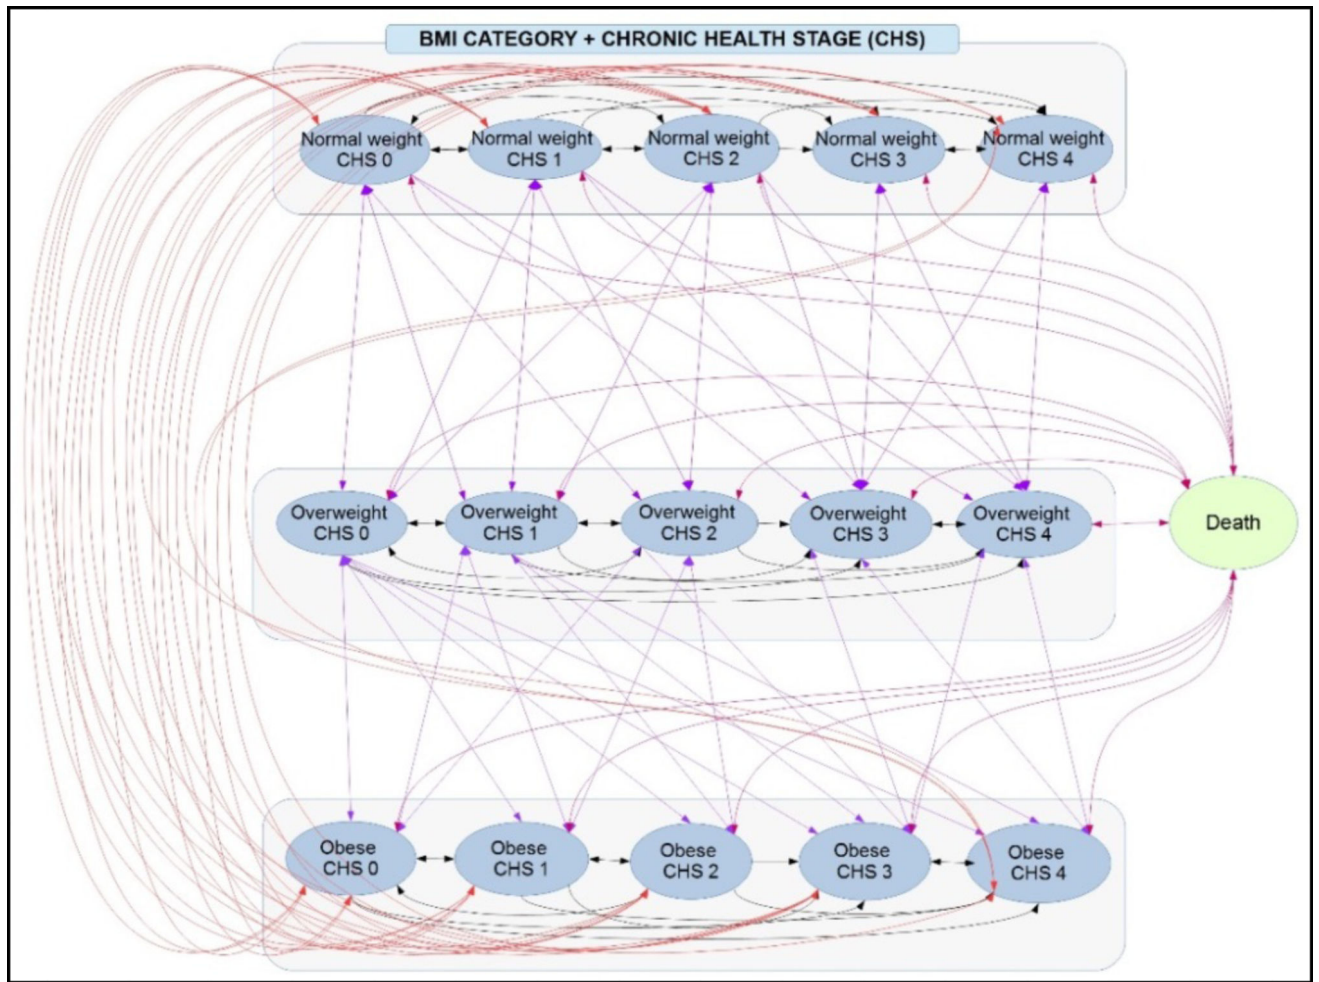 BMI CATEGORY + CHRONIC HEALTH STAGE (CHS)
Normal weight
CHS 0
Normal weight
CHS 1
Normal weight
CHS 2
Normal weight
CHS 3
Normal weight
CHS 4
Overweight
CHS 0
Overweight
CHS 1
Overweight
CHS 2
Overweight
CHS 3
Overweight
CHS 4
Death
Obese
CHS 0
Obese
CHS 1
Obese
CHS 2
Obese
CHS 3
Obese
CHS 4